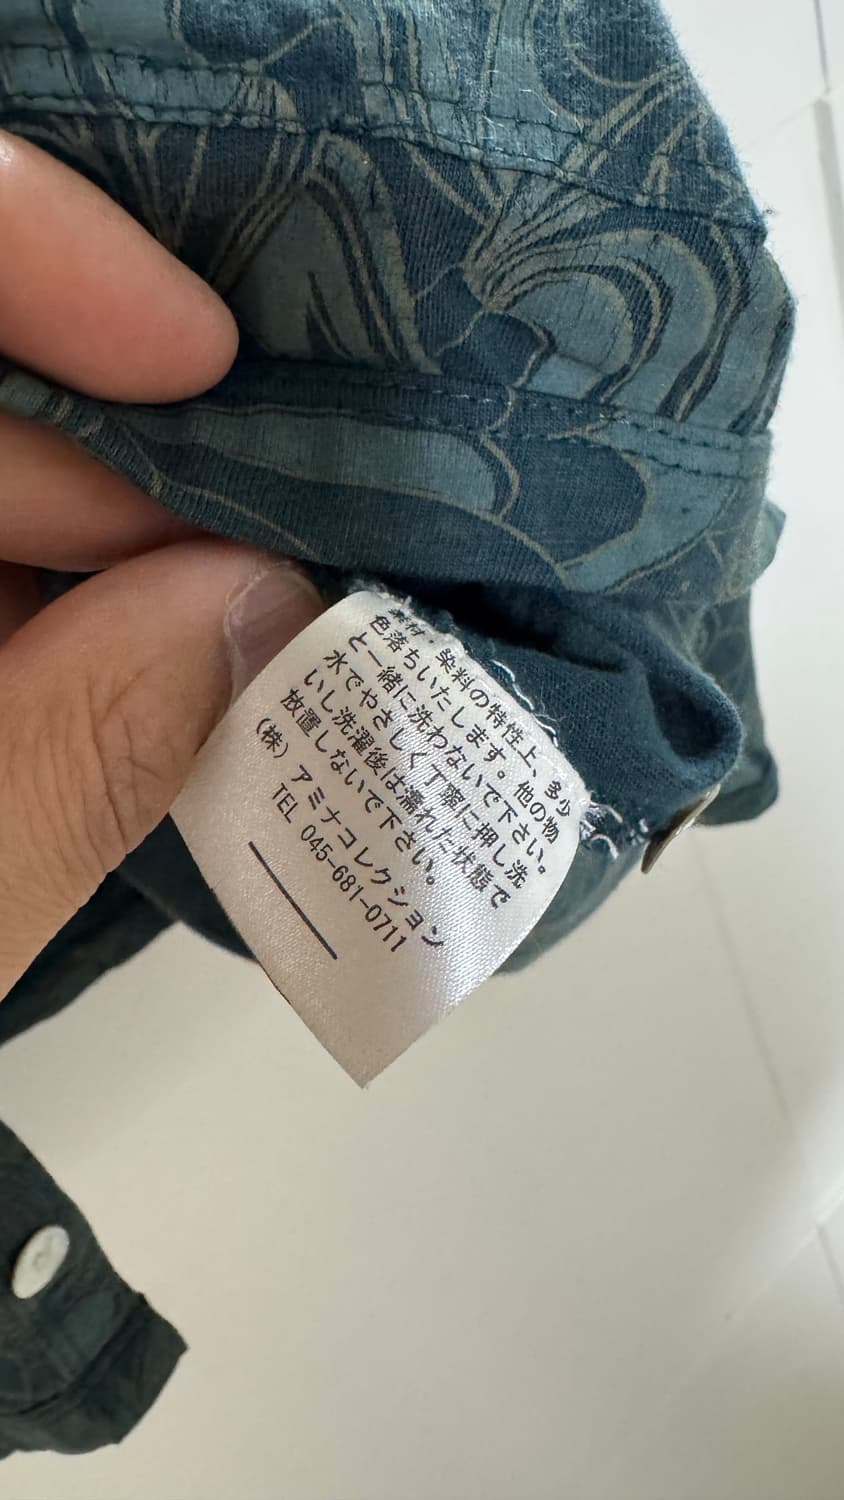 素材・染料の特性上、多少
色落ちいたします。他の物
と一緒に洗わないで下さい。
水でやさしく丁寧に押し洗
いし洗濯後は濡れた状態で
放置しないで下さい。
(株) アミナコレクション
TEL 045-681-0711